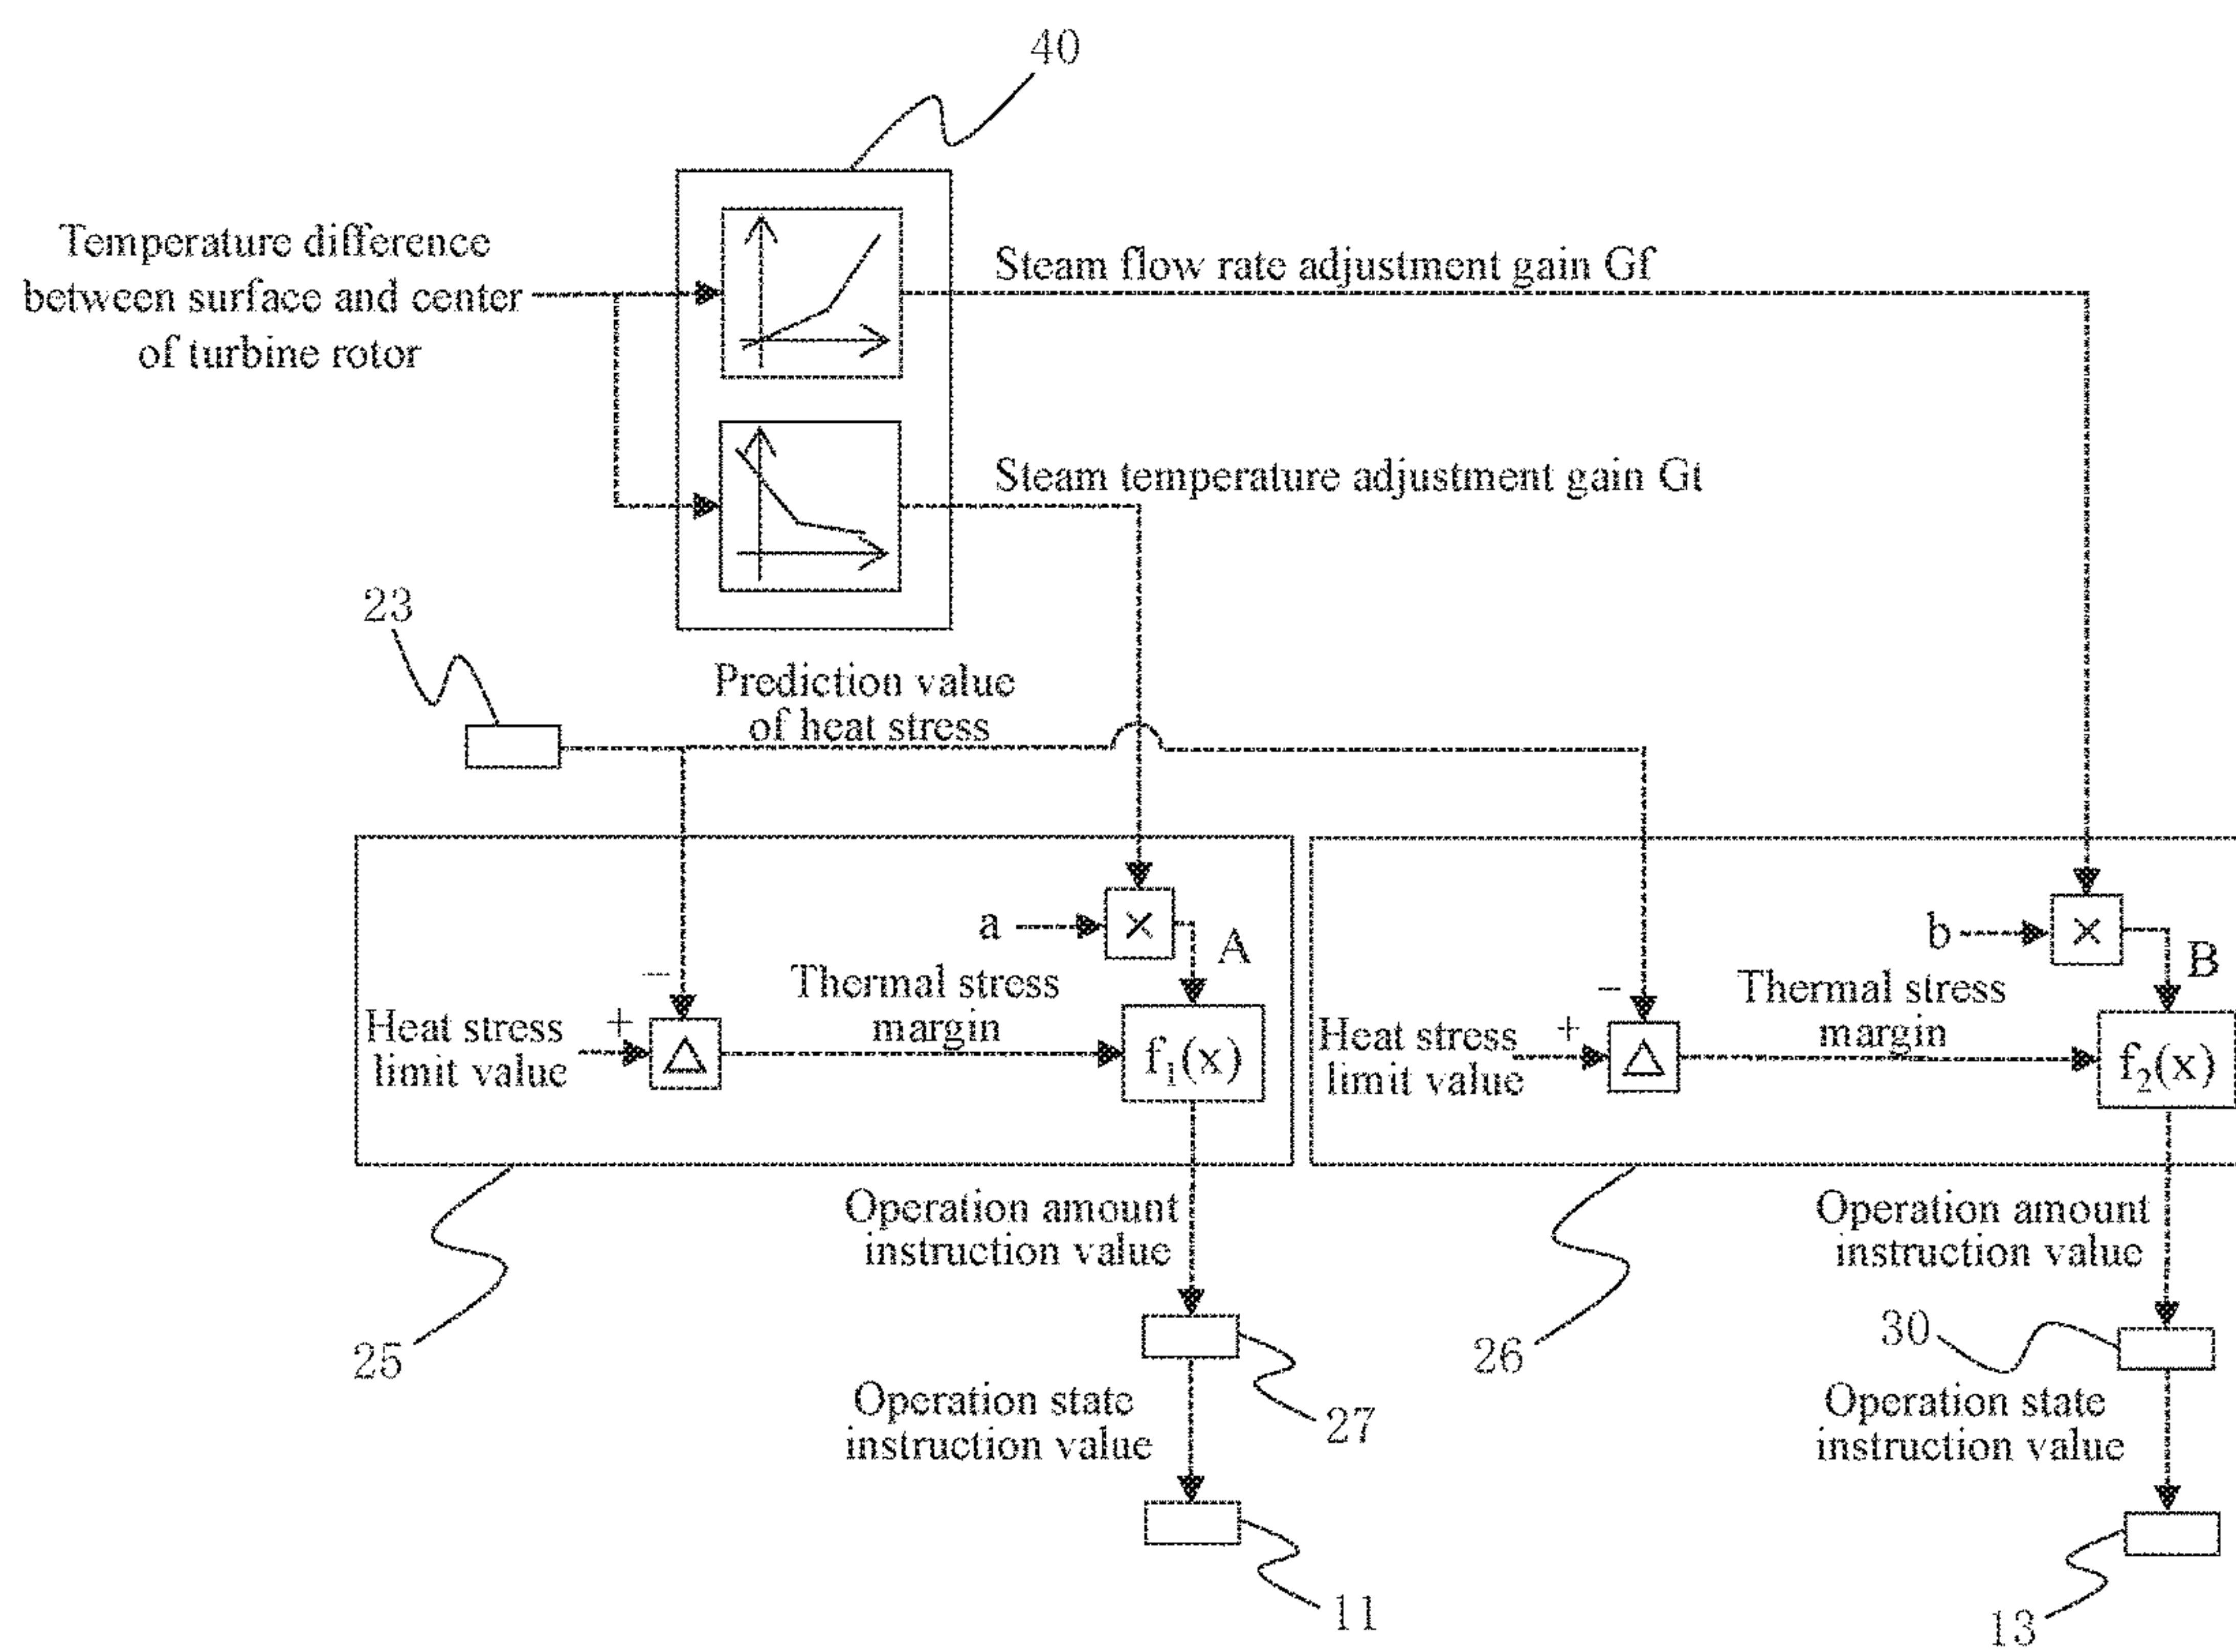 40
Temperature difference
between surface and center
of turbine rotor
Steam flow rate adjustment gain Gf
Steam temperature adjustment gain Gt
23
Prediction value
of heat stress
a
×
A
b
×
B
−
+
Heat stress
limit value
△
Thermal stress
margin
f₁(x)
−
+
Heat stress
limit value
△
Thermal stress
margin
f₂(x)
Operation amount
instruction value
Operation amount
instruction value
25
27
26
30
Operation state
instruction value
Operation state
instruction value
11
13